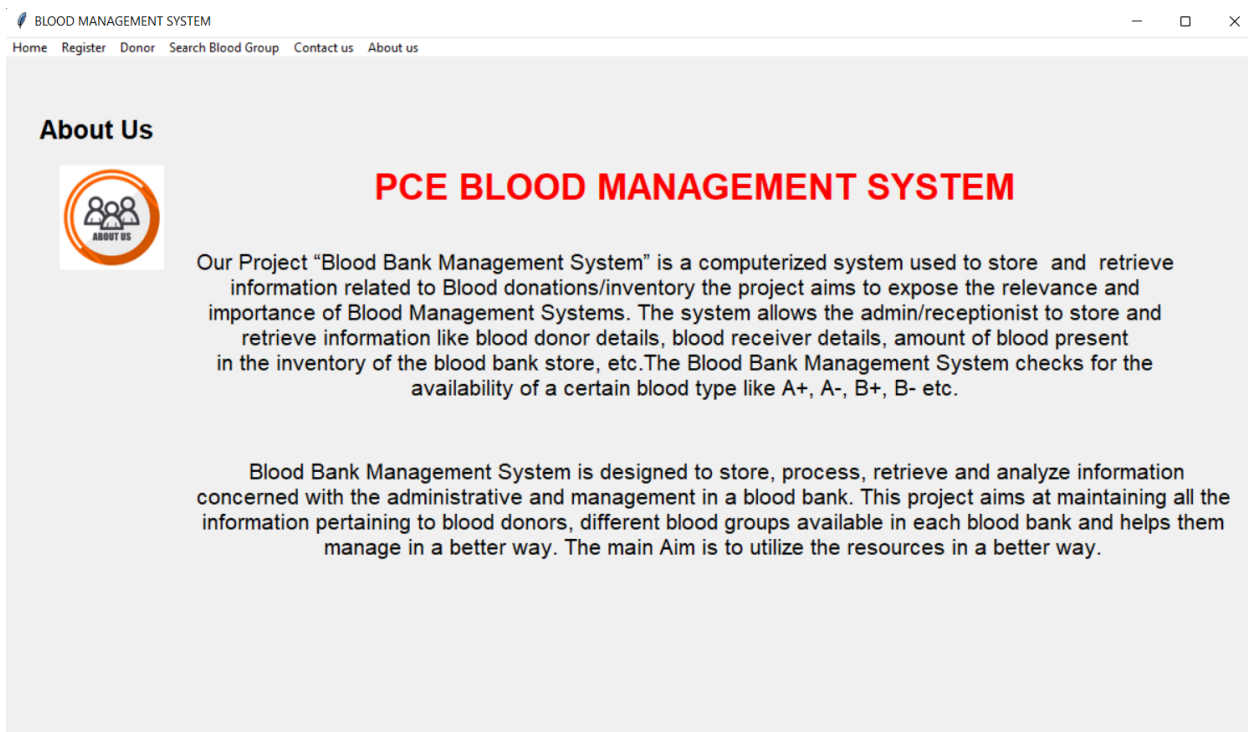 BLOOD MANAGEMENT SYSTEM
Home Register Donor Search Blood Group Contact us About us
About Us
ABOUT US
PCE BLOOD MANAGEMENT SYSTEM
Our Project “Blood Bank Management System” is a computerized system used to store  and  retrieve
information related to Blood donations/inventory the project aims to expose the relevance and
importance of Blood Management Systems. The system allows the admin/receptionist to store and
retrieve information like blood donor details, blood receiver details, amount of blood present
in the inventory of the blood bank store, etc.The Blood Bank Management System checks for the
availability of a certain blood type like A+, A-, B+, B- etc.
Blood Bank Management System is designed to store, process, retrieve and analyze information
concerned with the administrative and management in a blood bank. This project aims at maintaining all the
information pertaining to blood donors, different blood groups available in each blood bank and helps them
manage in a better way. The main Aim is to utilize the resources in a better way.